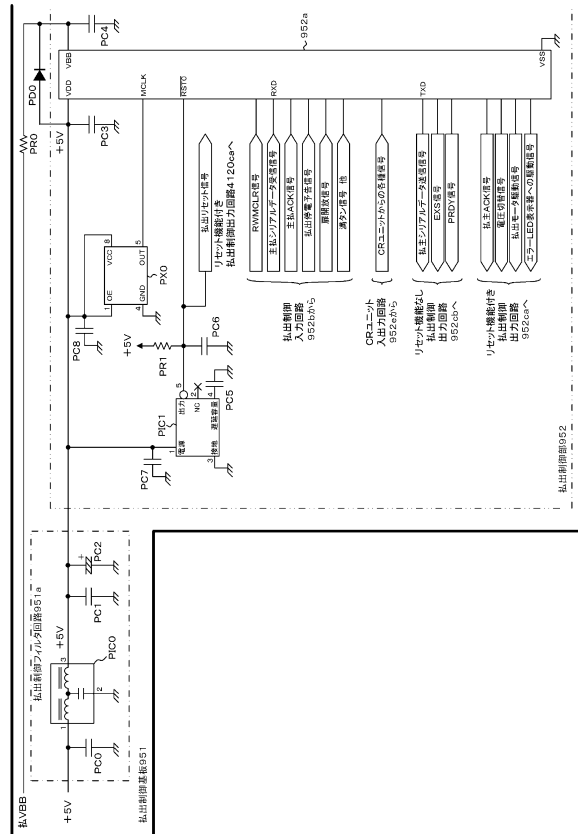 払VBB
+5V
払出制御基板951
払出制御フィルタ回路951a
PC0
1
2
3
PIC0
+5V
PC1
+
PC2
PC7
PIC1
1
電源
3
接地
5
出力
2
NC
4
遅延容量
PC5
PC6
PR1
+5V
PC8
1
OE
VCC
8
4
GND
OUT
5
PX0
PR0
PD0
+5V
PC3
PC4
952a
VDD
VBB
MCLK
RSTC
RXD
TXD
VSS
払出リセット信号
リセット機能付き
払出制御出力回路4120caへ
RWMCLR信号
主払シリアルデータ受信信号
主払ACK信号
払出停電予告信号
扉開放信号
満タン信号 他
払出制御
入力回路
952bから
CRユニットからの各種信号
CRユニット
入出力回路
952eから
払主シリアルデータ送信信号
EXS信号
PRDY信号
リセット機能なし
払出制御
出力回路
952cbへ
払主ACK信号
電圧切替信号
払出モータ駆動信号
エラーLED表示器への駆動信号
リセット機能付き
払出制御
出力回路
952caへ
払出制御部952